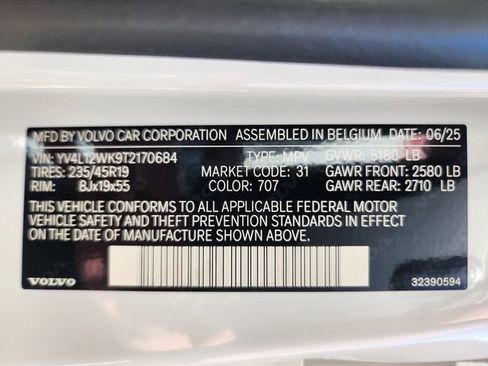 MFD BY VOLVO CAR CORPORATION ASSEMBLED IN BELGIUM DATE: 06/25
VIN: YV4L12WK9T2170684 TYPE: MPV GVWR: 5180 LB
TIRES: 235/45R19 MARKET CODE: 31 GAWR FRONT: 2580 LB
RIM: 8Jx19x55 COLOR: 707 GAWR REAR: 2710 LB
THIS VEHICLE CONFORMS TO ALL APPLICABLE FEDERAL MOTOR
VEHICLE SAFETY AND THEFT PREVENTION STANDARDS IN EFFECT
ON DATE OF MANUFACTURE SHOWN ABOVE.
VOLVO 32390594